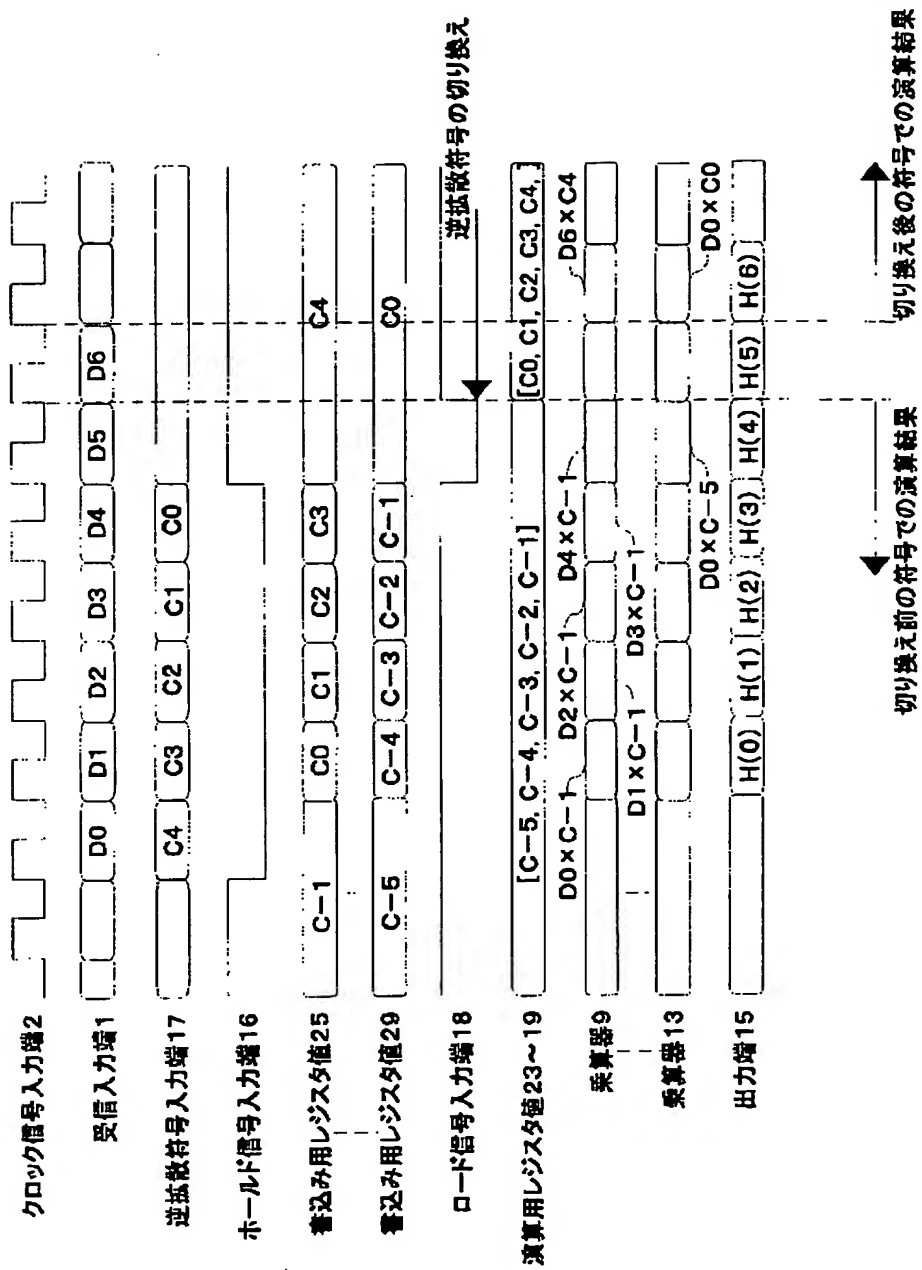 クロック信号入力端2
受信入力端1
D0 D1 D2 D3 D4 D5 D6
逆拡散符号入力端17
C4 C3 C2 C1 C0
ホールド信号入力端16
書込み用レジスタ値25
C−1 C0 C1 C2 C3 C4
書込み用レジスタ値29
C−5 C−4 C−3 C−2 C−1 C0
逆拡散符号の切り換え
ロード信号入力端18
演算用レジスタ値23〜19
[C−5, C−4, C−3, C−2, C−1] [C0, C1, C2, C3, C4, ]
D0×C−1 D2×C−1 D4×C−1 D6×C4
乗算器9
D1×C−1 D3×C−1
乗算器13
D0×C−5 D0×C0
出力端15
H(0) H(1) H(2) H(3) H(4) H(5) H(6)
切り換え前の符号での演算結果
切り換え後の符号での演算結果